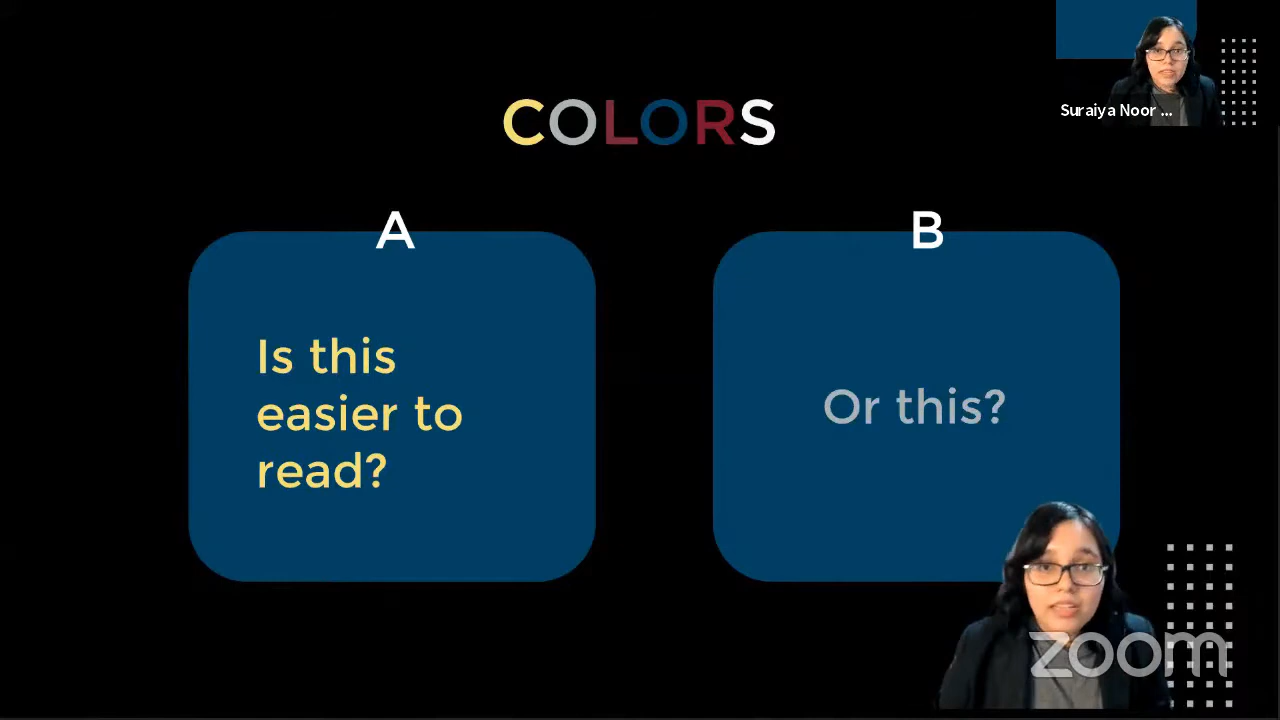 Suraiya Noor ...
COLORS
A
Is this
easier to
read?
B
Or this?
zoom